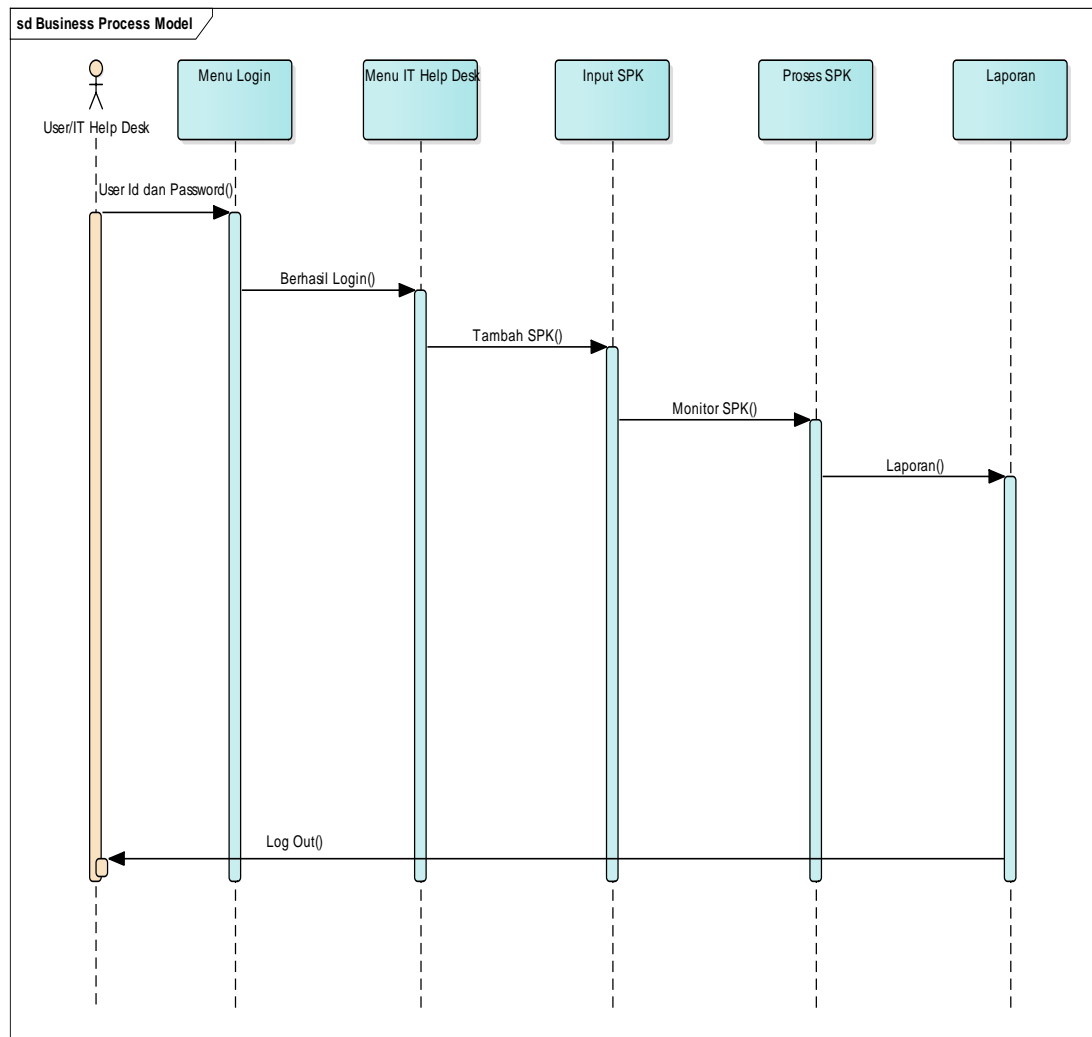 sd Business Process Model
User/IT Help Desk
Menu Login
Menu IT Help Desk
Input SPK
Proses SPK
Laporan
User Id dan Password()
Berhasil Login()
Tambah SPK()
Monitor SPK()
Laporan()
Log Out()